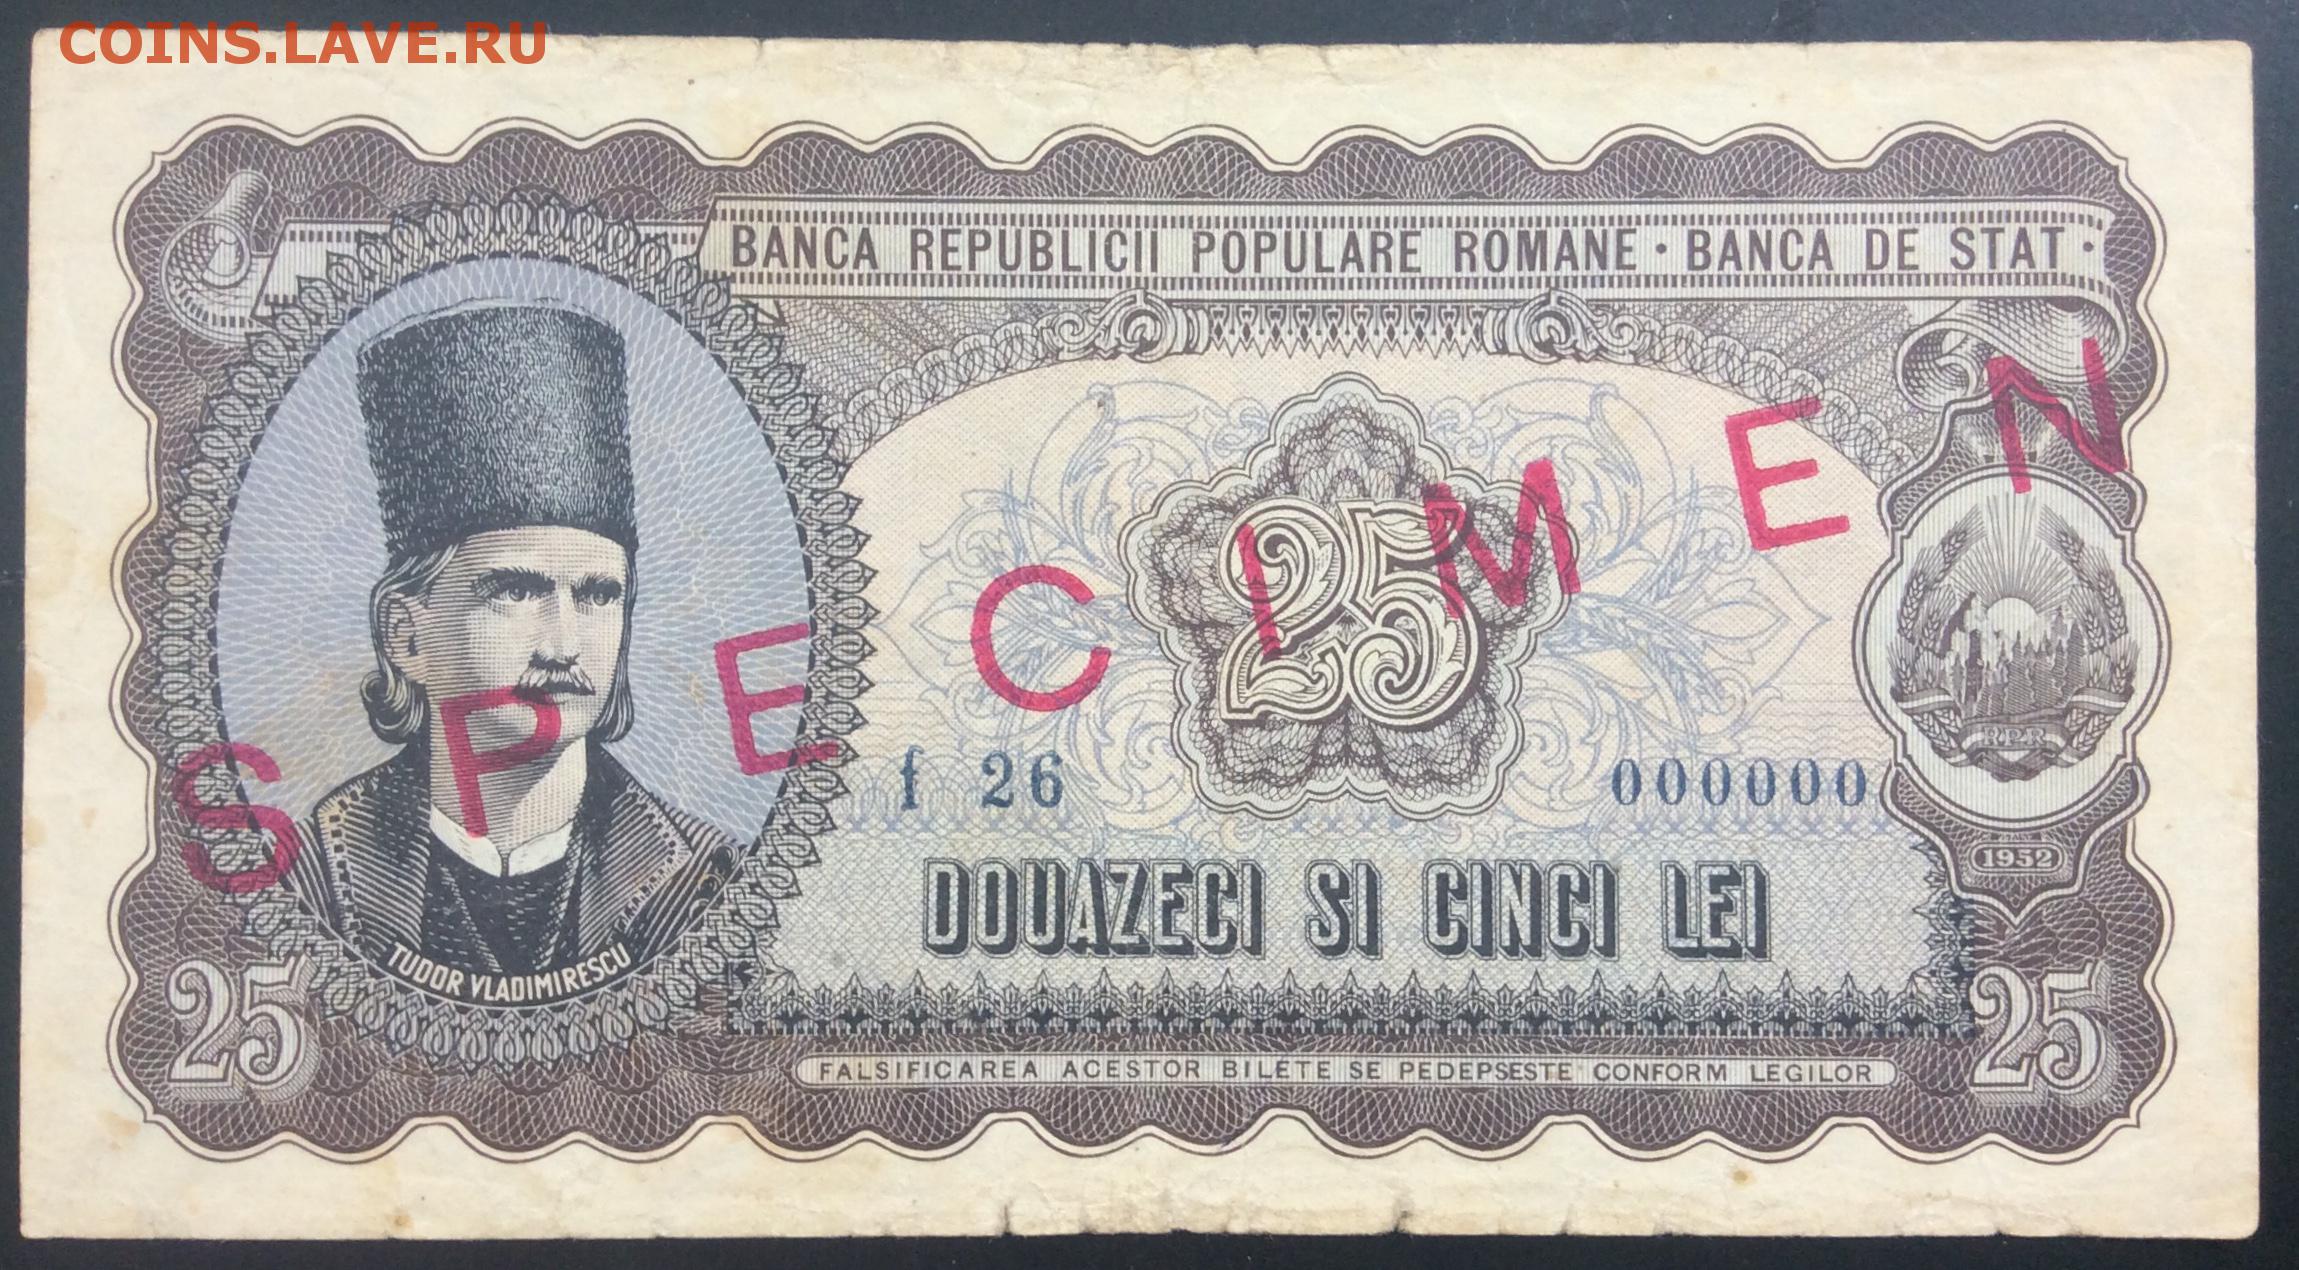 COINS.LAVE.RU
BANCA REPUBLICII POPULARE ROMANE · BANCA DE STAT ·
SPECIMEN
25
f 26 000000
RPR
1952
DOUAZECI SI CINCI LEI
TUDOR VLADIMIRESCU
25 25
FALSIFICAREA ACESTOR BILETE SE PEDEPSESTE CONFORM LEGILOR